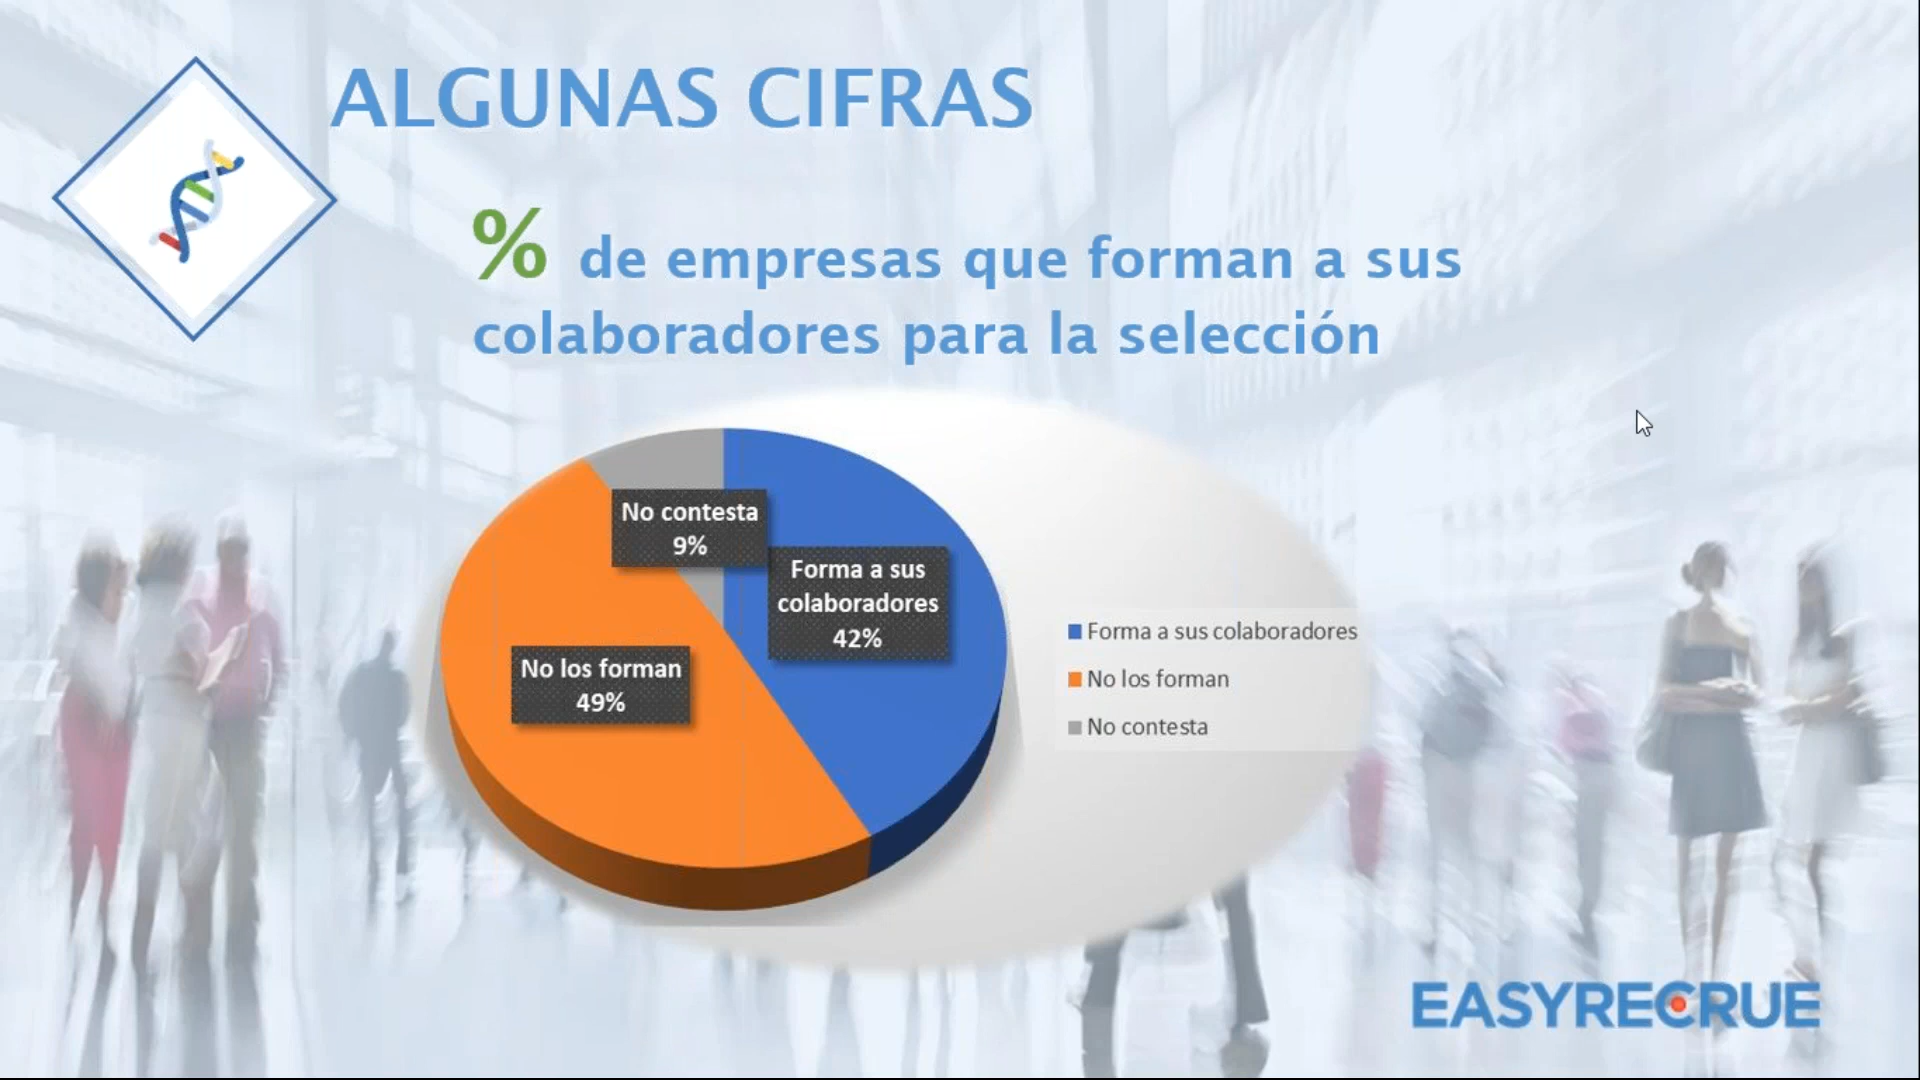 ALGUNAS CIFRAS
% de empresas que forman a sus
colaboradores para la selección
No contesta
9%
Forma a sus
colaboradores
42%
No los forman
49%
Forma a sus colaboradores
No los forman
No contesta
EASYRECRUE